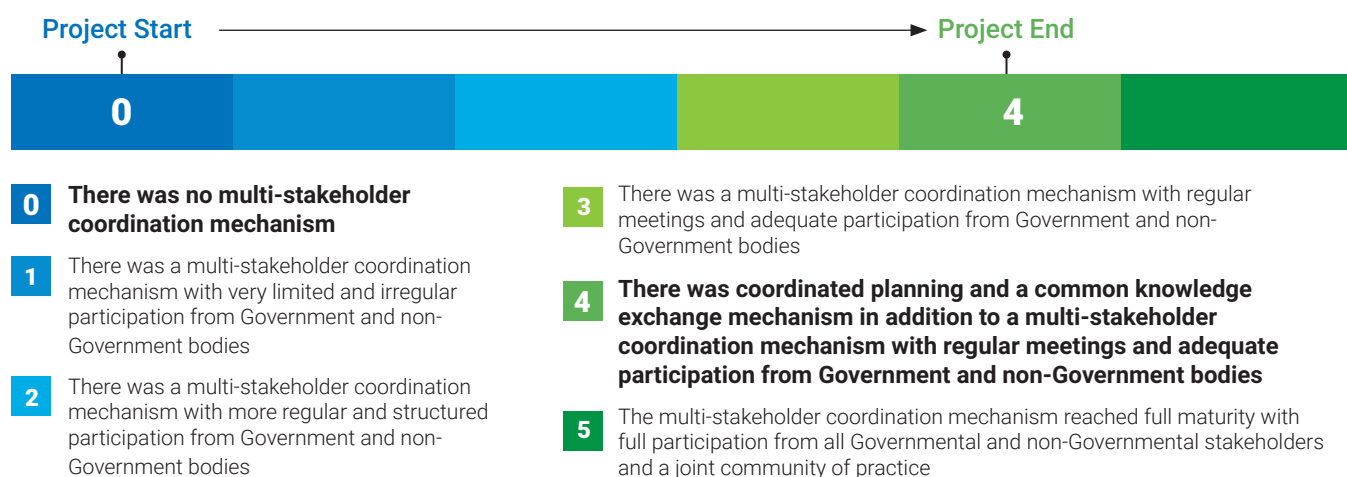 Project Start
Project End
0
4
0
There was no multi-stakeholder
coordination mechanism
1
There was a multi-stakeholder coordination
mechanism with very limited and irregular
participation from Government and non-
Government bodies
2
There was a multi-stakeholder coordination
mechanism with more regular and structured
participation from Government and non-
Government bodies
3
There was a multi-stakeholder coordination mechanism with regular
meetings and adequate participation from Government and non-
Government bodies
4
There was coordinated planning and a common knowledge
exchange mechanism in addition to a multi-stakeholder
coordination mechanism with regular meetings and adequate
participation from Government and non-Government bodies
5
The multi-stakeholder coordination mechanism reached full maturity with
full participation from all Governmental and non-Governmental stakeholders
and a joint community of practice